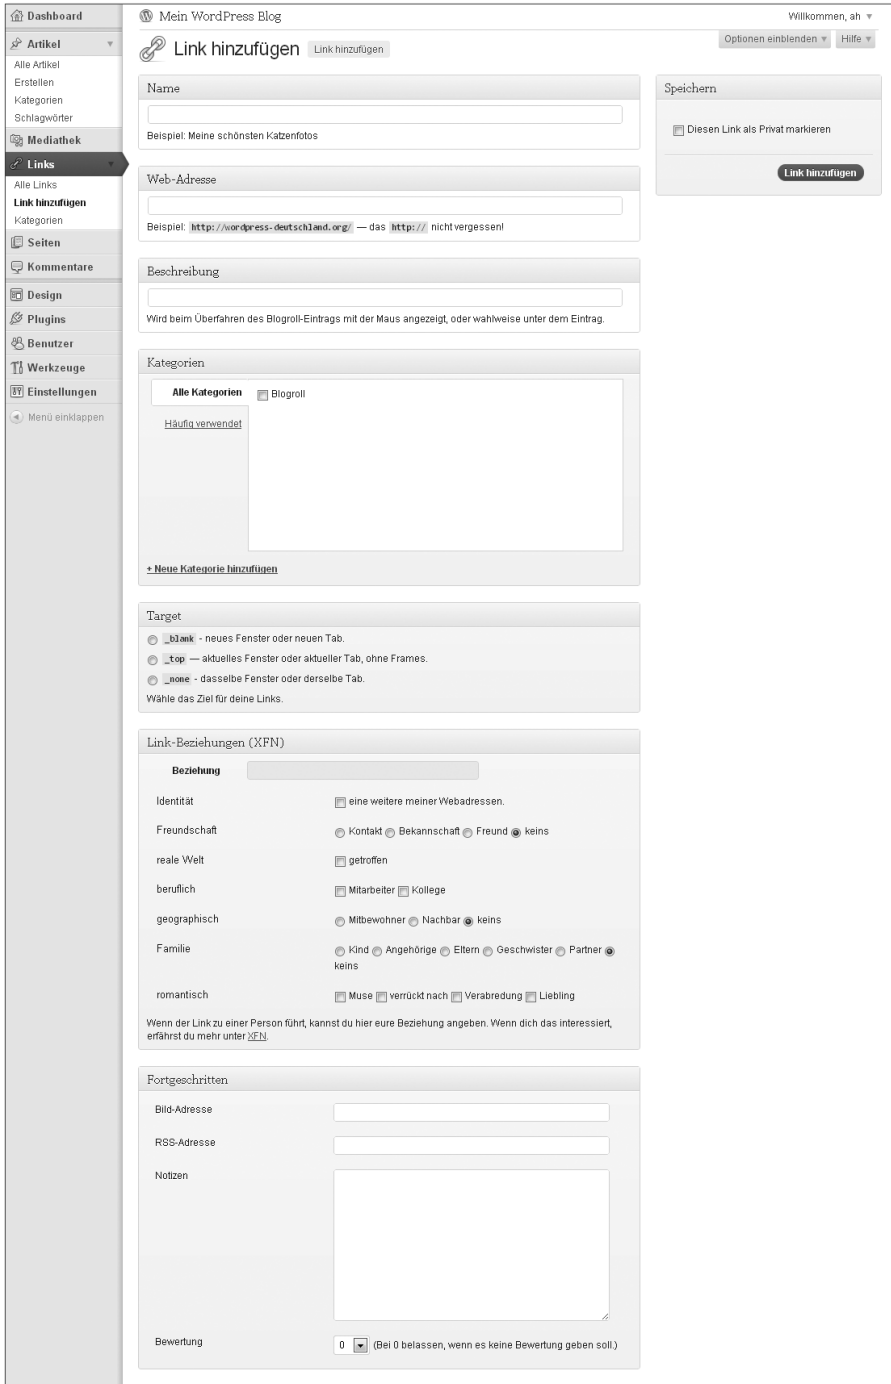 Dashboard
Artikel
Alle Artikel
Erstellen
Kategorien
Schlagwörter
Mediathek
Links
Alle Links
Link hinzufügen
Kategorien
Seiten
Kommentare
Design
Plugins
Benutzer
Werkzeuge
Einstellungen
Menü einklappen
Mein WordPress Blog
Willkommen, ah
Optionen einblenden
Hilfe
Link hinzufügen Link hinzufügen
Name
Beispiel: Meine schönsten Katzenfotos
Web-Adresse
Beispiel: http://wordpress-deutschland.org/ — das http:// nicht vergessen!
Beschreibung
Wird beim Überfahren des Blogroll-Eintrags mit der Maus angezeigt, oder wahlweise unter dem Eintrag.
Kategorien
Alle Kategorien
Blogroll
Häufig verwendet
+ Neue Kategorie hinzufügen
Target
_blank - neues Fenster oder neuen Tab.
_top — aktuelles Fenster oder aktueller Tab, ohne Frames.
_none - dasselbe Fenster oder derselbe Tab.
Wähle das Ziel für deine Links.
Link-Beziehungen (XFN)
Beziehung
Identität
eine weitere meiner Webadressen.
Freundschaft
Kontakt Bekannschaft Freund keins
reale Welt
getroffen
beruflich
Mitarbeiter Kollege
geographisch
Mitbewohner Nachbar keins
Familie
Kind Angehörige Eltern Geschwister Partner
keins
romantisch
Muse verrückt nach Verabredung Liebling
Wenn der Link zu einer Person führt, kannst du hier eure Beziehung angeben. Wenn dich das interessiert,
erfährst du mehr unter XFN.
Fortgeschritten
Bild-Adresse
RSS-Adresse
Notizen
Bewertung
0 (Bei 0 belassen, wenn es keine Bewertung geben soll.)
Speichern
Diesen Link als Privat markieren
Link hinzufügen